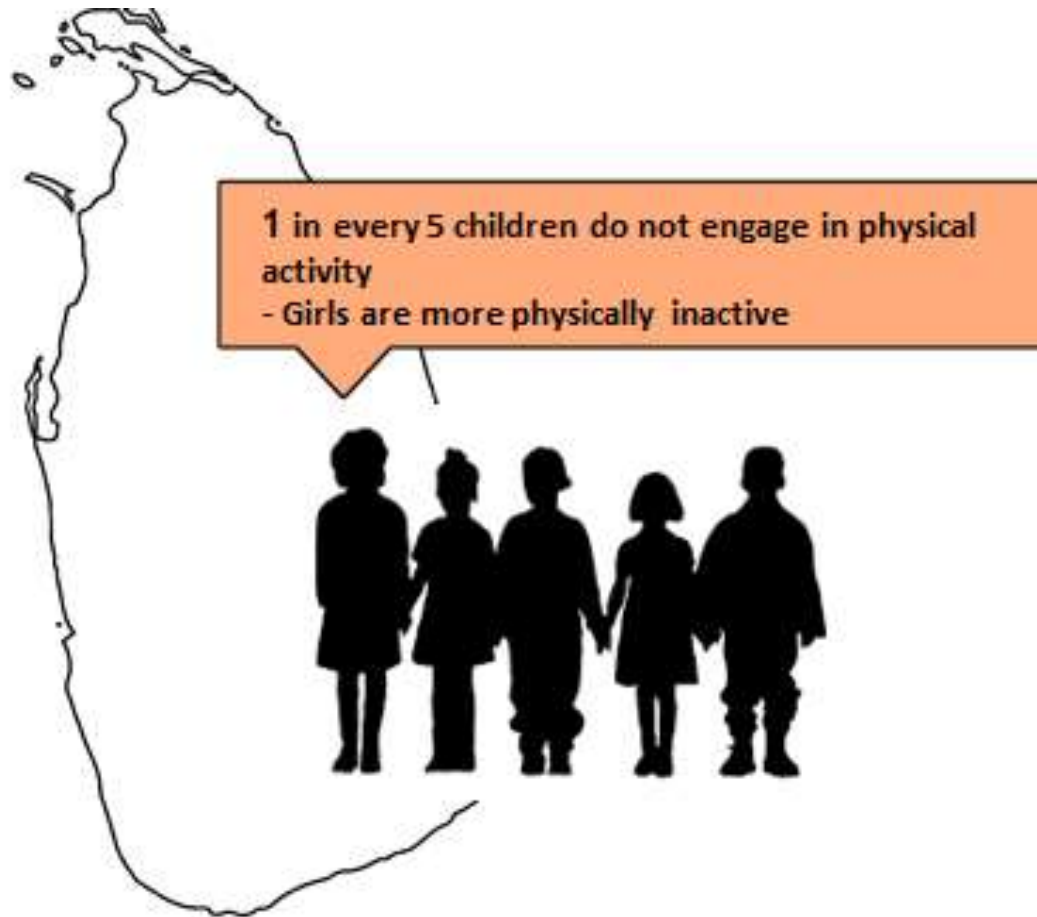 1 in every 5 children do not engage in physical
activity
- Girls are more physically inactive